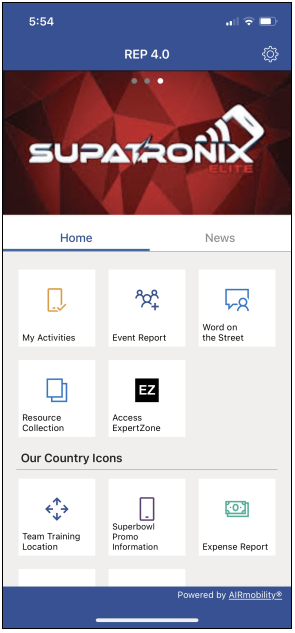 5:54
REP 4.0
SUPATRONIX
ELITE
Home
News
My Activities
Event Report
Word on
the Street
Resource
Collection
EZ
Access
ExpertZone
Our Country Icons
Team Training
Location
Superbowl
Promo
Information
Expense Report
Powered by AIRmobility®